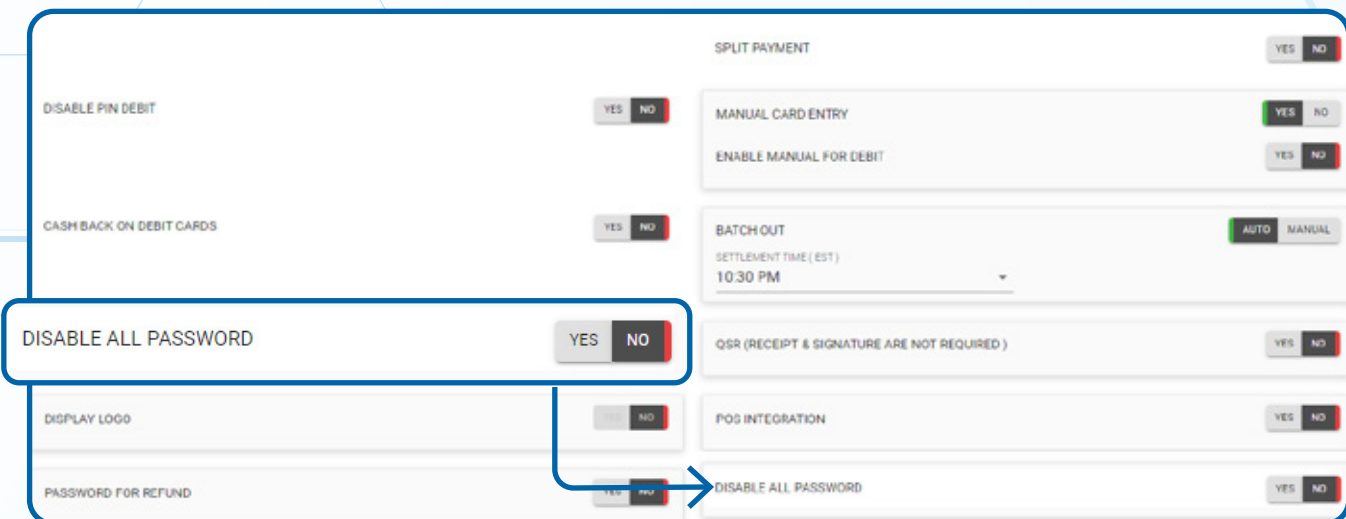 SPLIT PAYMENT YES NO
DISABLE PIN DEBIT YES NO
MANUAL CARD ENTRY YES NO
ENABLE MANUAL FOR DEBIT YES NO
CASH BACK ON DEBIT CARDS YES NO
BATCH OUT AUTO MANUAL
SETTLEMENT TIME ( EST )
10:30 PM
DISABLE ALL PASSWORD YES NO
QSR (RECEIPT & SIGNATURE ARE NOT REQUIRED ) YES NO
DISPLAY LOGO YES NO
POS INTEGRATION YES NO
PASSWORD FOR REFUND YES NO
DISABLE ALL PASSWORD YES NO